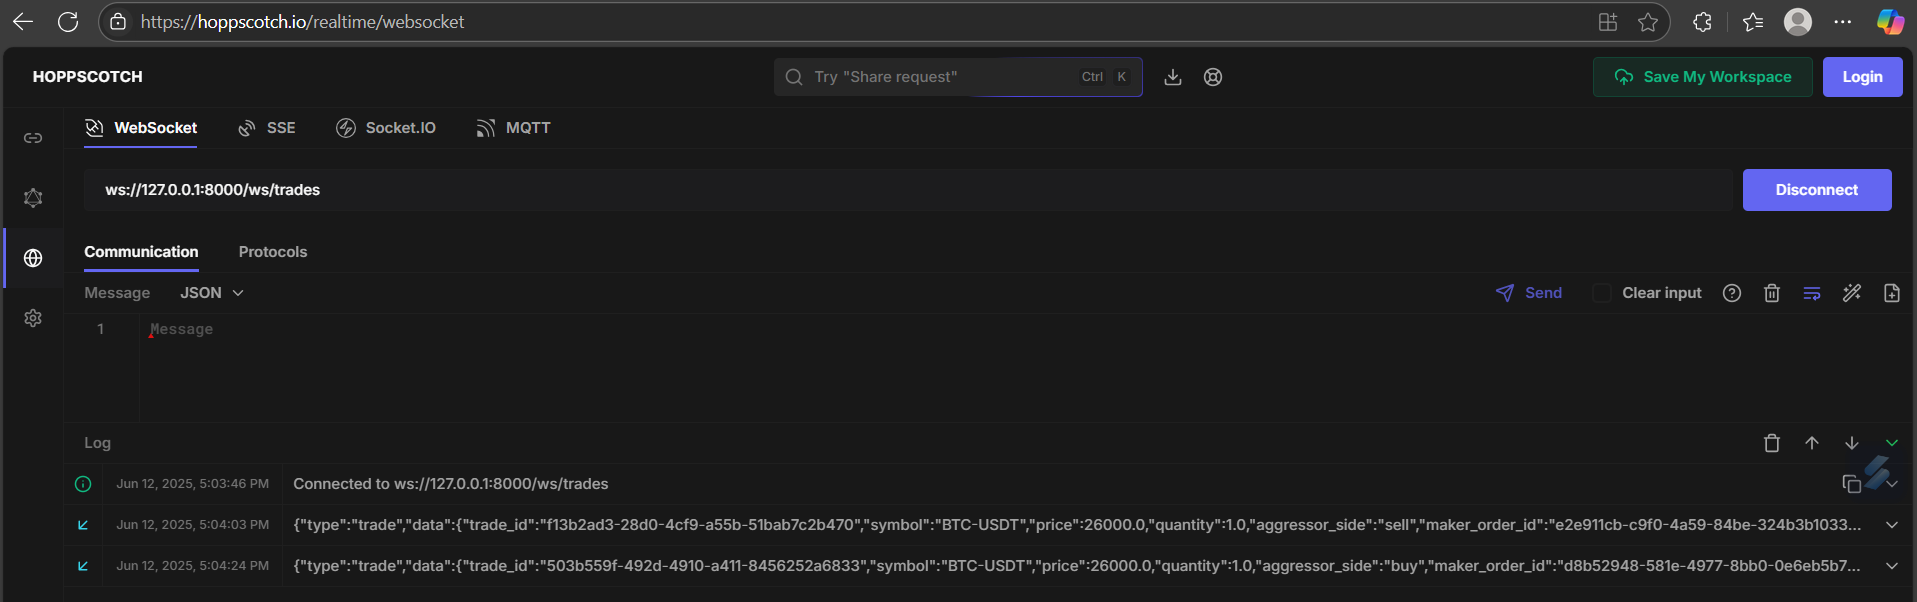 https://hoppscotch.io/realtime/websocket
HOPPSCOTCH
Try "Share request"
Ctrl K
Save My Workspace
Login
WebSocket
SSE
Socket.IO
MQTT
ws://127.0.0.1:8000/ws/trades
Disconnect
Communication
Protocols
Message
JSON
Send
Clear input
1
Message
Log
Jun 12, 2025, 5:03:46 PM Connected to ws://127.0.0.1:8000/ws/trades
Jun 12, 2025, 5:04:03 PM {"type":"trade","data":{"trade_id":"f13b2ad3-28d0-4cf9-a55b-51bab7c2b470","symbol":"BTC-USDT","price":26000.0,"quantity":1.0,"aggressor_side":"sell","maker_order_id":"e2e911cb-c9f0-4a59-84be-324b3b1033...
Jun 12, 2025, 5:04:24 PM {"type":"trade","data":{"trade_id":"503b559f-492d-4910-a411-8456252a6833","symbol":"BTC-USDT","price":26000.0,"quantity":1.0,"aggressor_side":"buy","maker_order_id":"d8b52948-581e-4977-8bb0-0e6eb5b7...